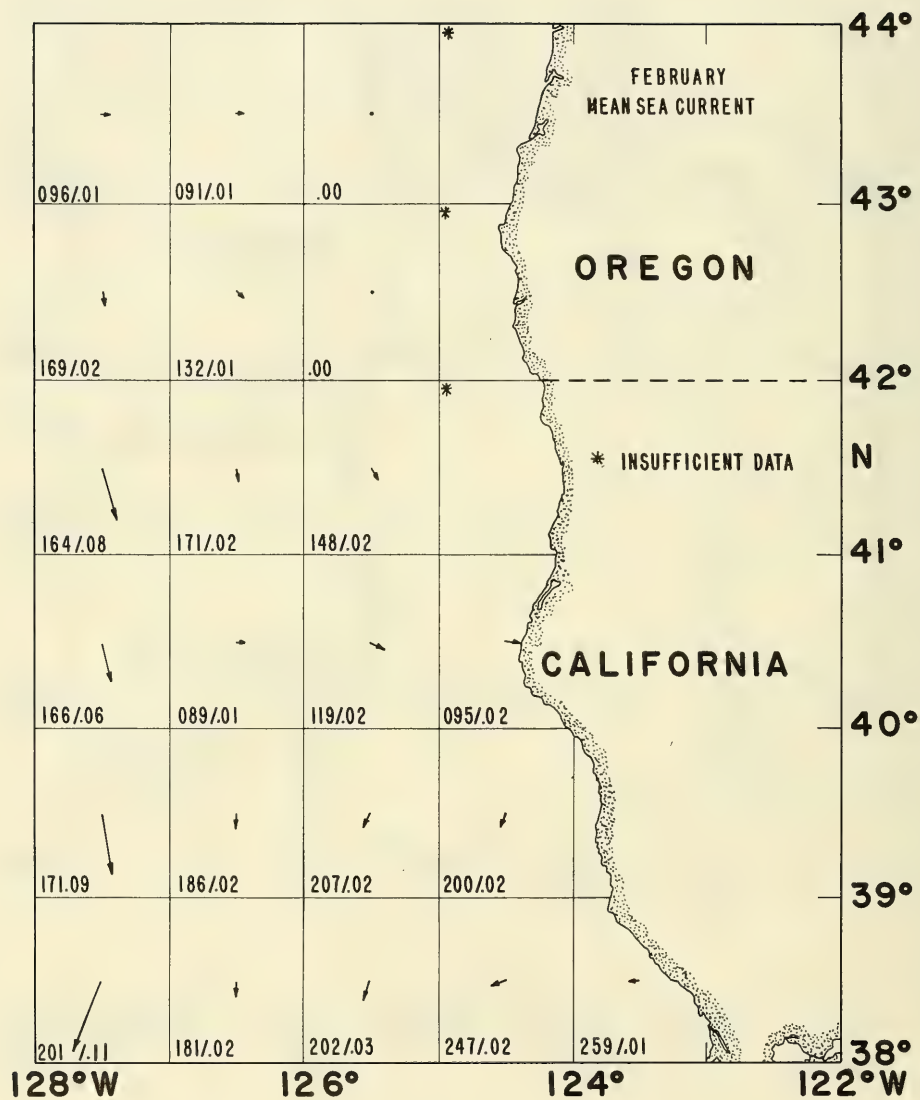 44°
FEBRUARY
MEAN SEA CURRENT
096/.01 091/.01 .00
43°
OREGON
169/.02 132/.01 .00
42°
* INSUFFICIENT DATA
N
164/.08 171/.02 148/.02
41°
CALIFORNIA
166/.06 089/.01 119/.02 095/.02
40°
171.09 186/.02 207/.02 200/.02
39°
201/.11 181/.02 202/.03 247/.02 259/.01
38°
128°W 126° 124° 122°W